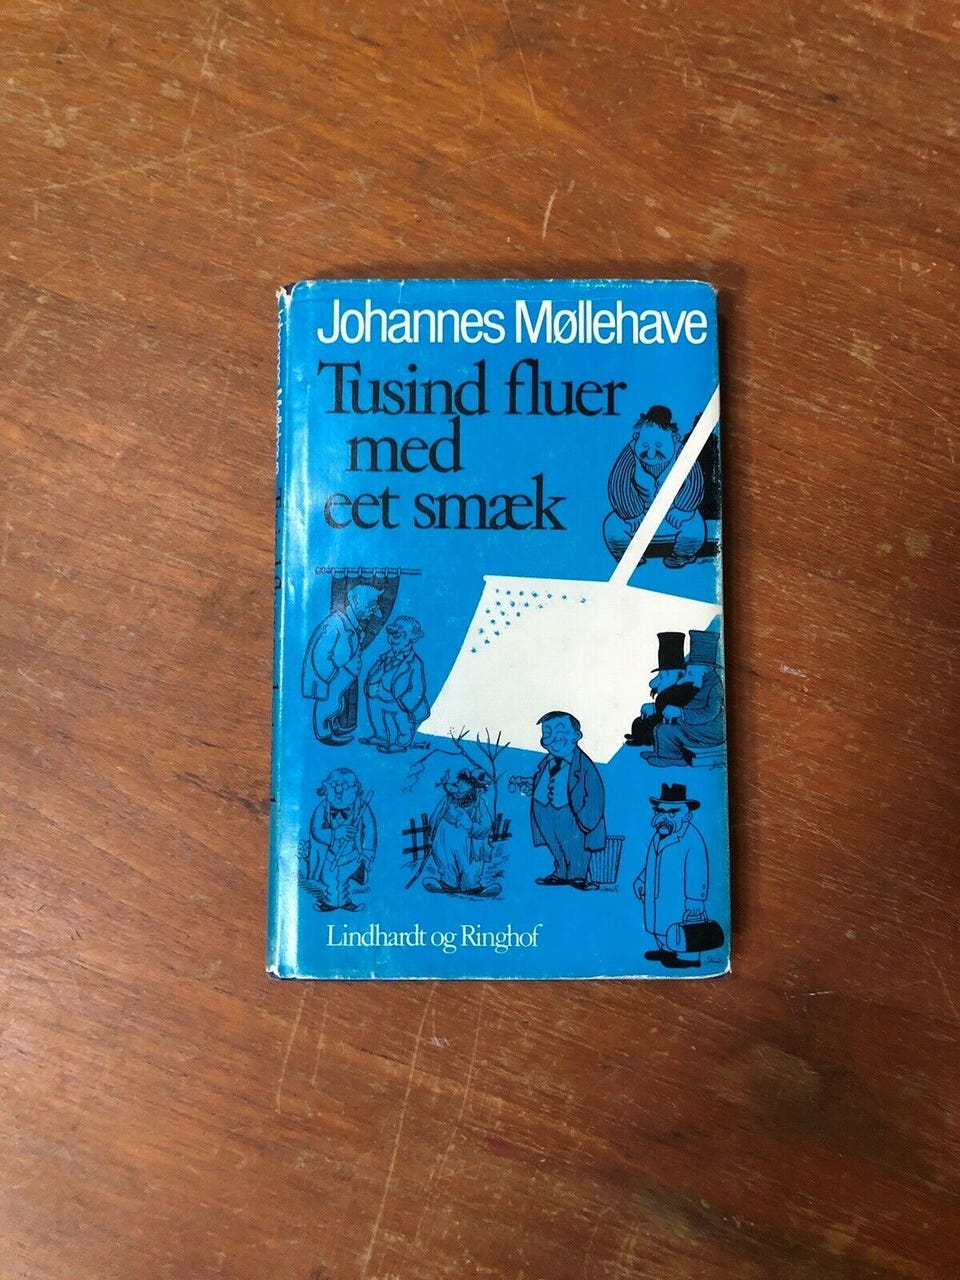 Johannes Møllehave
Tusind fluer
med
eet smæk
Lindhardt og Ringhof